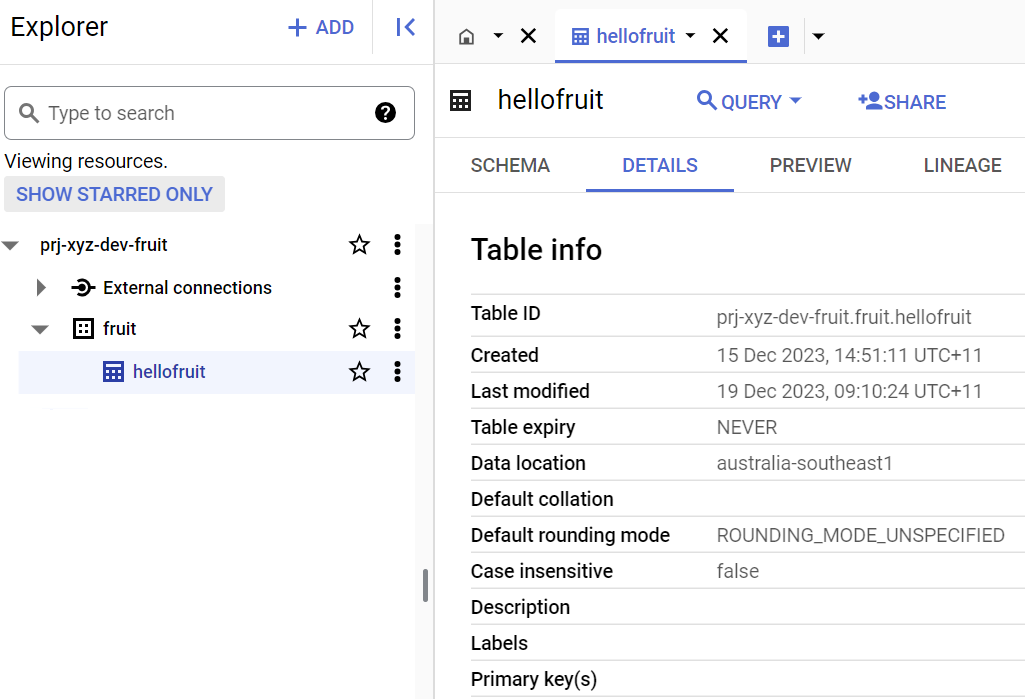 Explorer
ADD
Type to search
Viewing resources.
SHOW STARRED ONLY
prj-xyz-dev-fruit
External connections
fruit
hellofruit
hellofruit
hellofruit
QUERY
SHARE
SCHEMA DETAILS PREVIEW LINEAGE
Table info
Table ID prj-xyz-dev-fruit.fruit.hellofruit
Created 15 Dec 2023, 14:51:11 UTC+11
Last modified 19 Dec 2023, 09:10:24 UTC+11
Table expiry NEVER
Data location australia-southeast1
Default collation
Default rounding mode ROUNDING_MODE_UNSPECIFIED
Case insensitive false
Description
Labels
Primary key(s)